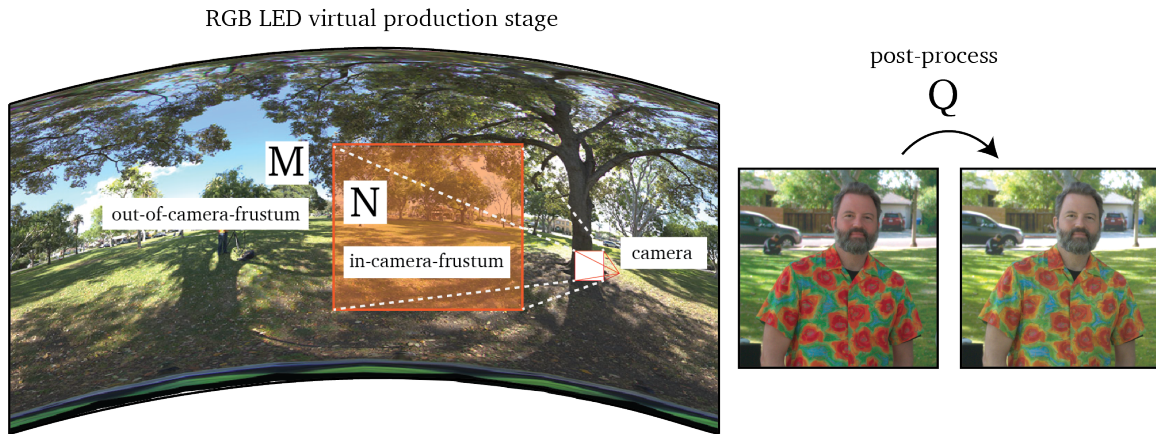 RGB LED virtual production stage
post-process
Q
M
out-of-camera-frustum
N
in-camera-frustum
camera